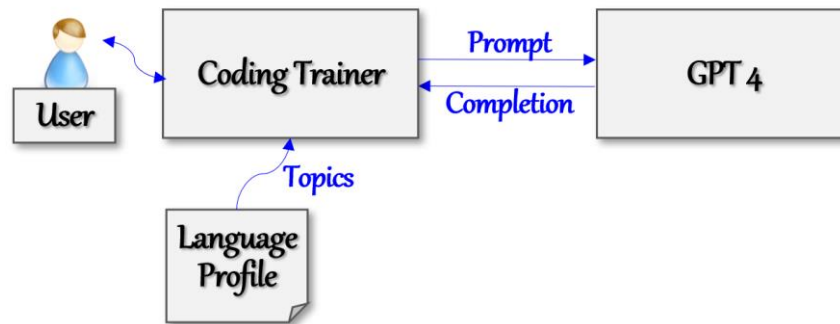 User
Coding Trainer
Prompt
Completion
GPT 4
Topics
Language
Profile